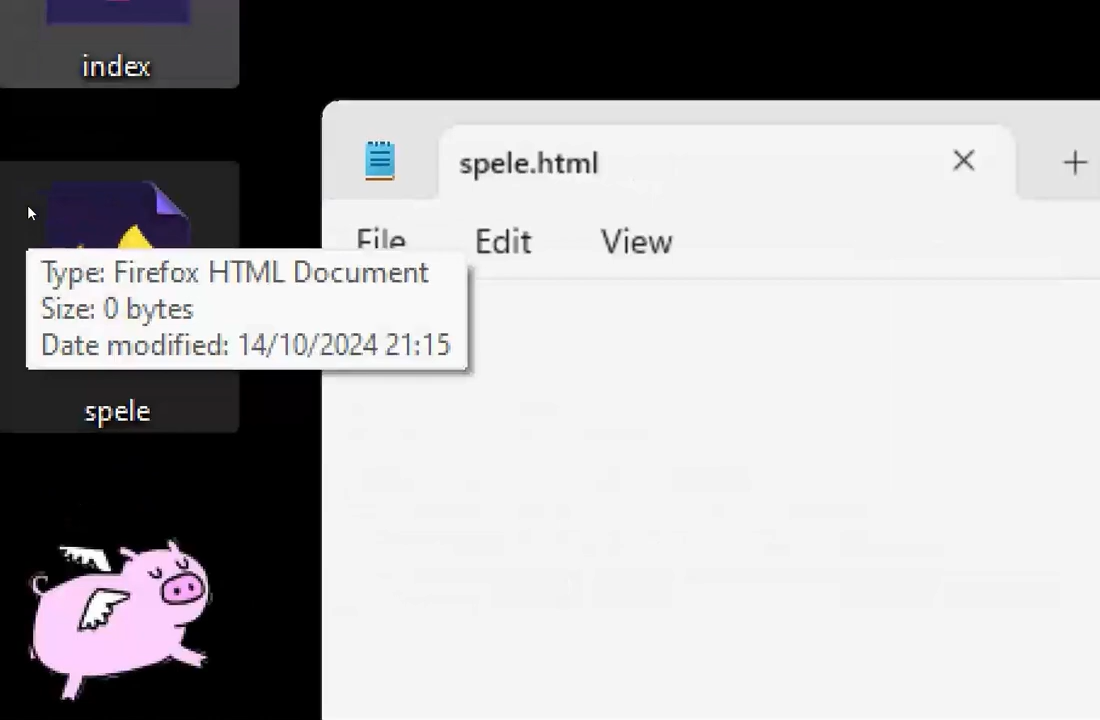 index
spele.html
File Edit View
Type: Firefox HTML Document
Size: 0 bytes
Date modified: 14/10/2024 21:15
spele